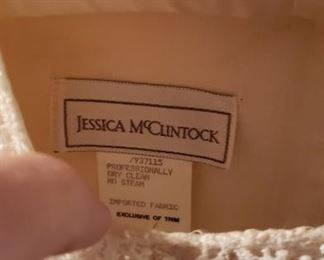 JESSICA McCLINTOCK
/937115
PROFESSIONALLY
DRY CLEAN
NO STEAM
IMPORTED FABRIC
EXCLUSIVE OF TRIM